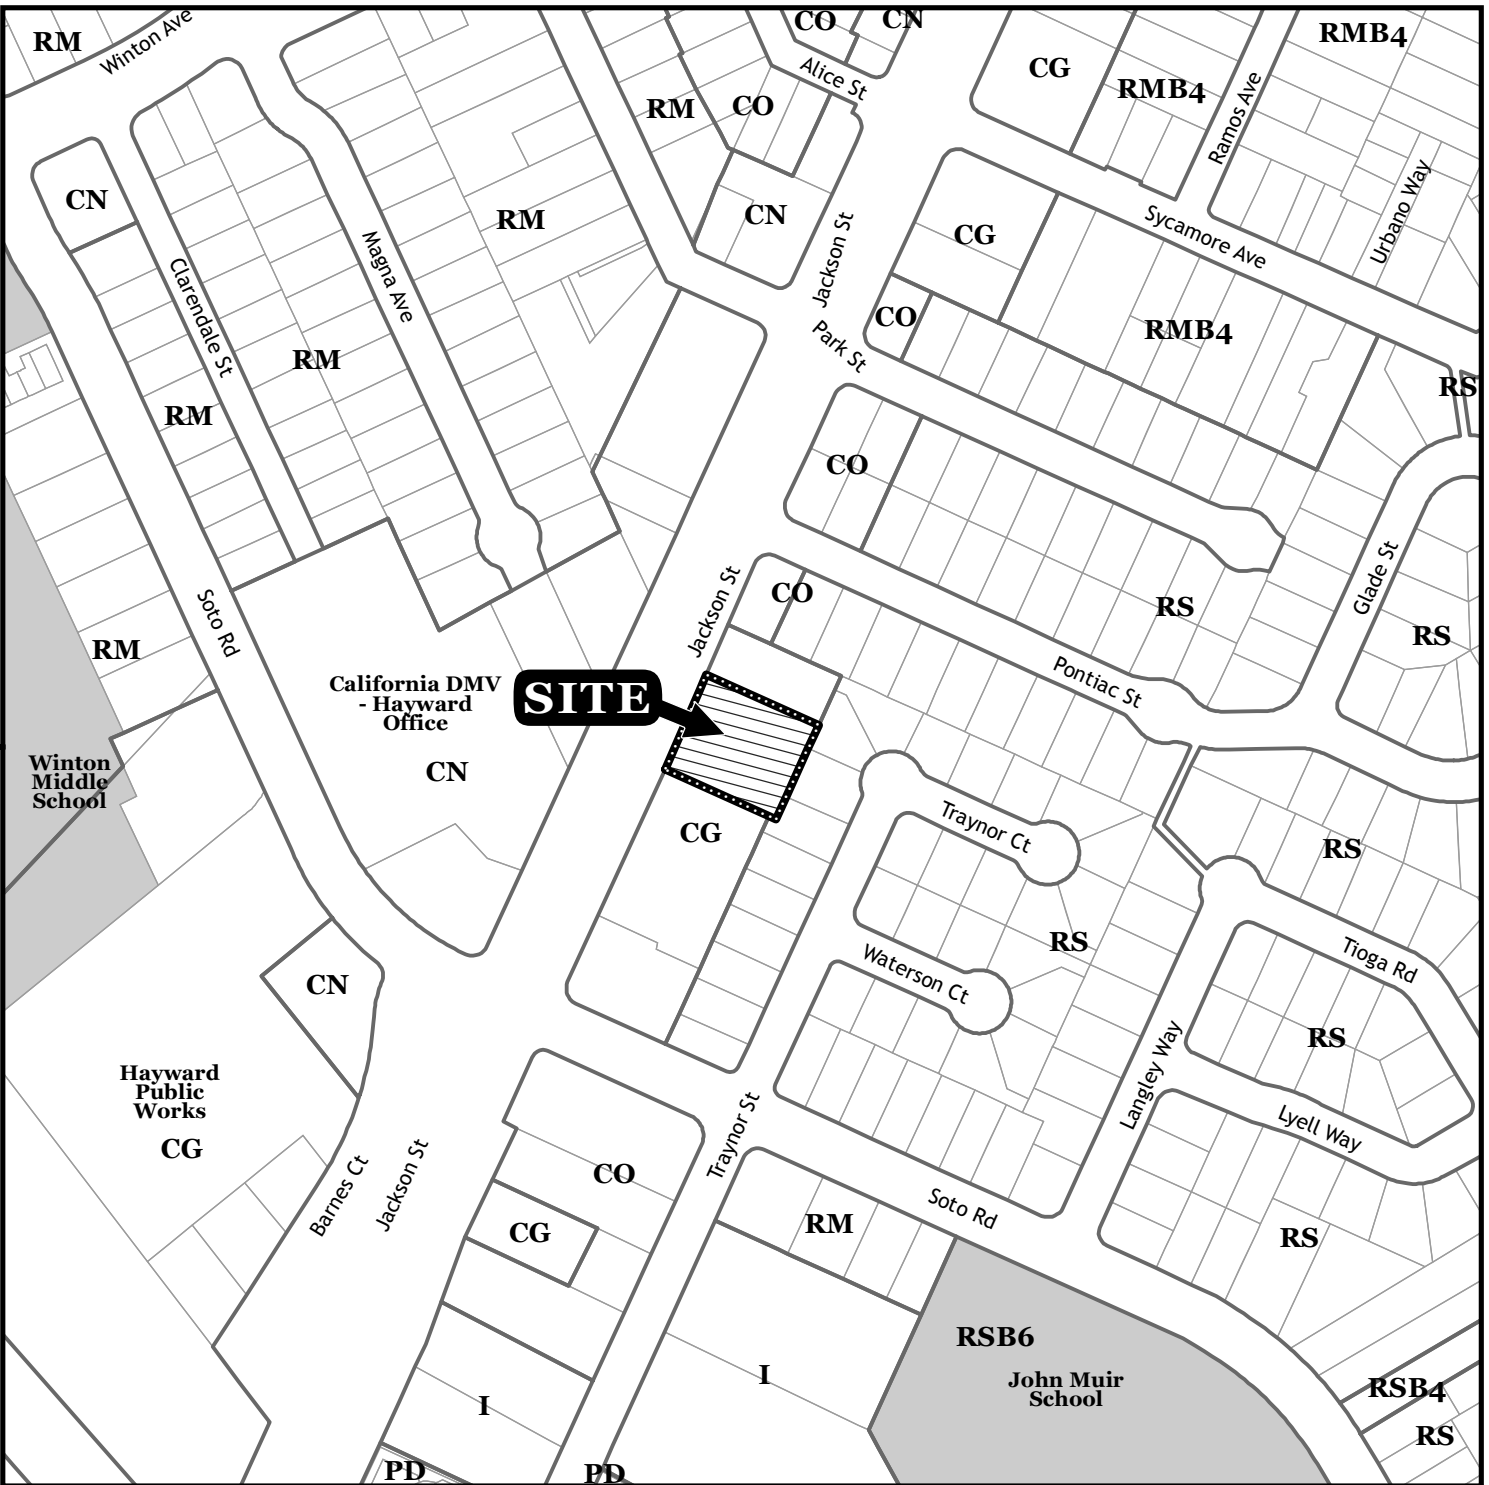 RM
Winton Ave
CO
CN
RMB4
Alice St
CG
RMB4
RM
CO
Ramos Ave
CN
RM
CN
Urbano Way
Sycamore Ave
CG
Jackson St
Magna Ave
Clarendale St
CO
Park St
RMB4
RM
RS
RM
CO
Glade St
Soto Rd
Jackson St
CO
RS
RS
RM
California DMV
- Hayward
Office
SITE
Pontiac St
Winton
Middle
School
CN
CG
Traynor Ct
RS
RS
Waterson Ct
Tioga Rd
CN
RS
Hayward
Public
Works
CG
Langley Way
Lyell Way
Traynor St
Barnes Ct
Jackson St
CO
Soto Rd
CG
RM
RS
RSB6
John Muir
School
I
I
RSB4
RS
PD
PD